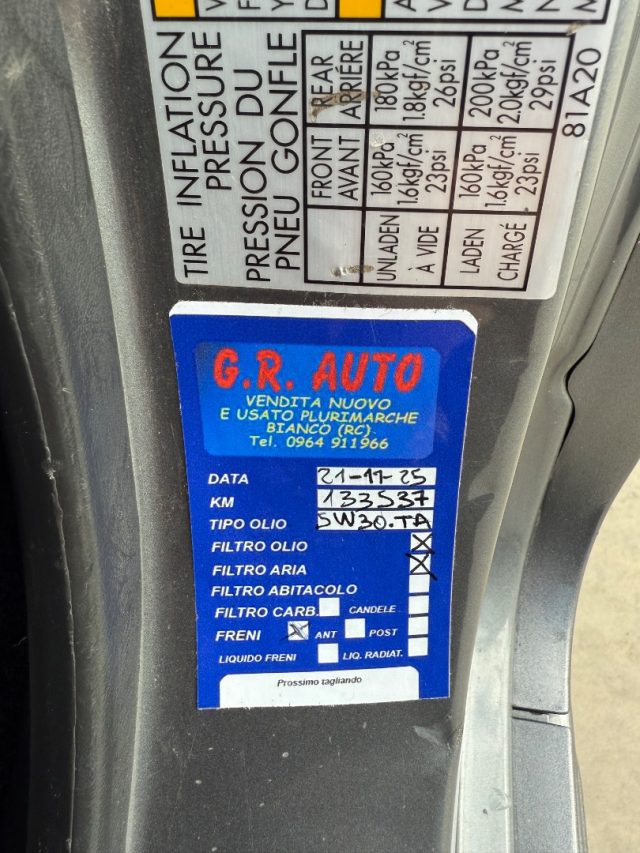 TIRE INFLATION
PRESSURE
PRESSION DU
PNEU GONFLE
FRONT
AVANT
REAR
ARRIÈRE
UNLADEN
À VIDE
160kPa
1.6kgf/cm²
23psi
180kPa
1.8kgf/cm²
26psi
LADEN
CHARGÉ
160kPa
1.6kgf/cm²
23psi
200kPa
2.0kgf/cm²
29psi
81A20
G.R. AUTO
VENDITA NUOVO
E USATO PLURIMARCHE
BIANCO (RC)
Tel. 0964 911966
DATA 21-11-25
KM 133537
TIPO OLIO 5W30.TA
FILTRO OLIO
FILTRO ARIA
FILTRO ABITACOLO
FILTRO CARB. CANDELE
FRENI ANT POST
LIQUIDO FRENI LIQ. RADIAT.
Prossimo tagliando